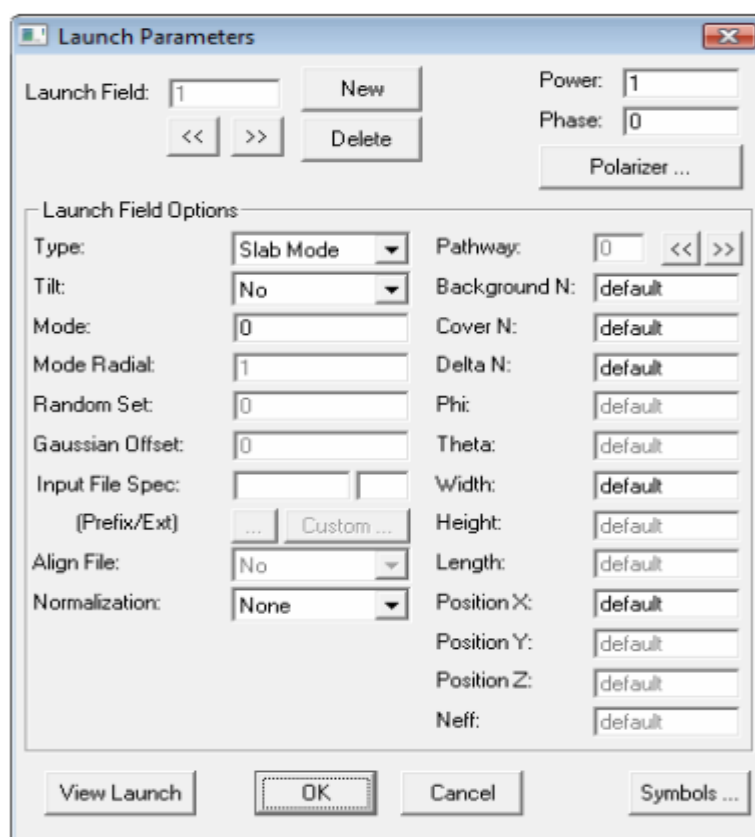 Launch Parameters
Launch Field: 1 New Power: 1
<< >> Delete Phase: 0
Polarizer ...
Launch Field Options
Type: Slab Mode Pathway: 0 << >>
Tilt: No Background N: default
Mode: 0 Cover N: default
Mode Radial: 1 Delta N: default
Random Set: 0 Phi: default
Gaussian Offset: 0 Theta: default
Input File Spec: Width: default
(Prefix/Ext) ... Custom ... Height: default
Align File: No Length: default
Normalization: None Position X: default
Position Y: default
Position Z: default
Neff: default
View Launch OK Cancel Symbols ...